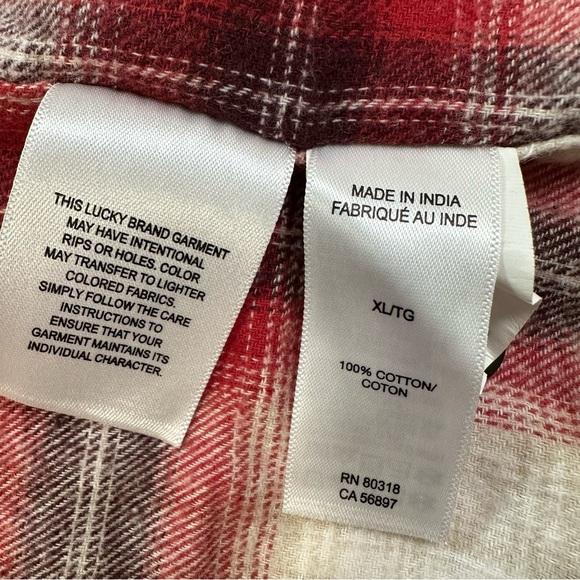 THIS LUCKY BRAND GARMENT
MAY HAVE INTENTIONAL
RIPS OR HOLES. COLOR
MAY TRANSFER TO LIGHTER
COLORED FABRICS.
SIMPLY FOLLOW THE CARE
INSTRUCTIONS TO
ENSURE THAT YOUR
GARMENT MAINTAINS ITS
INDIVIDUAL CHARACTER.
MADE IN INDIA
FABRIQUÉ AU INDE
XL/TG
100% COTTON/
COTON
RN 80318
CA 56897